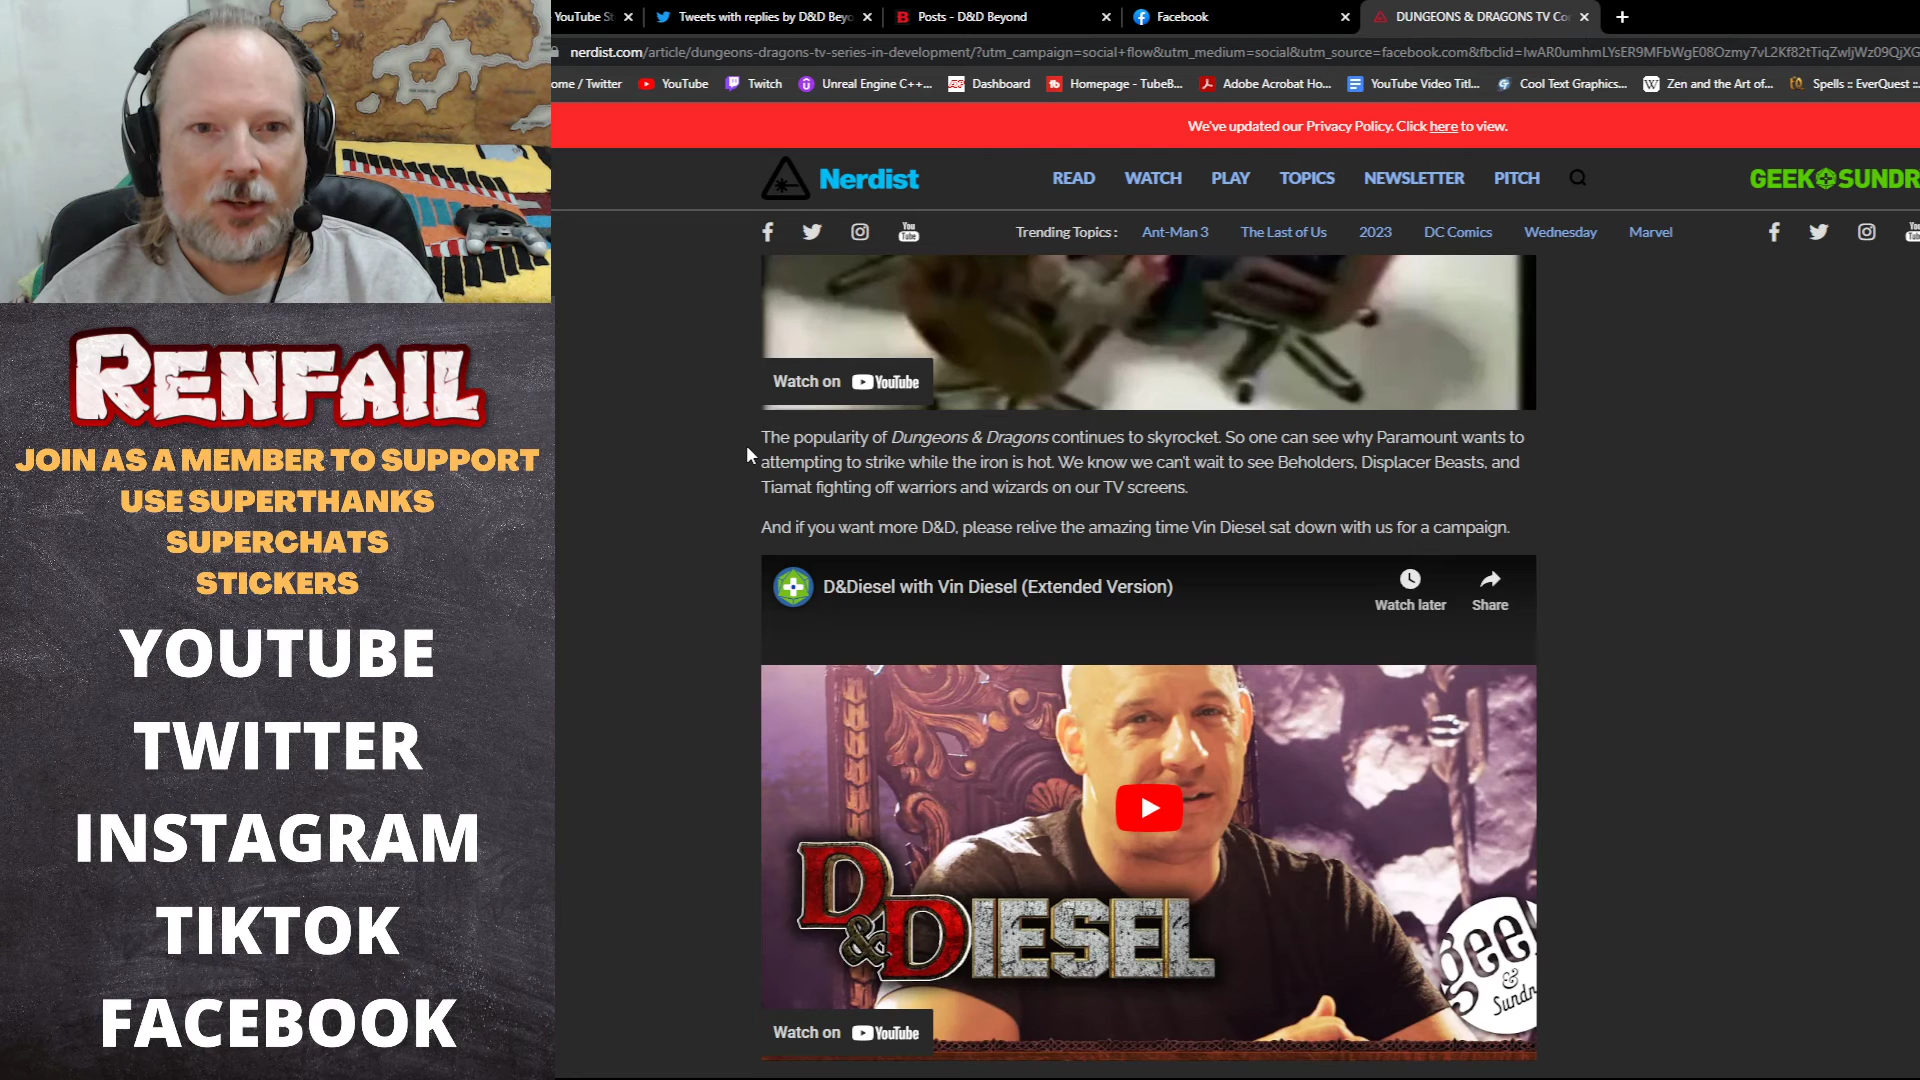 YouTube St
Tweets with replies by D&D Beyo
Posts - D&D Beyond
Facebook
DUNGEONS & DRAGONS TV Co
nerdist.com/article/dungeons-dragons-tv-series-in-development/?utm_campaign=social+flow&utm_medium=social&utm_source=facebook.com&fbclid=
ome / Twitter
YouTube
Twitch
Unreal Engine C++...
Dashboard
Homepage - TubeB...
Adobe Acrobat Ho...
YouTube Video Titl...
Cool Text Graphics...
Zen and the Art of...
Spells :: EverQuest ::
We've updated our Privacy Policy. Click here to view.
Nerdist
READ WATCH PLAY TOPICS NEWSLETTER PITCH
GEEK SUNDR
You Tube
Trending Topics : Ant-Man 3 The Last of Us 2023 DC Comics Wednesday Marvel
Watch on YouTube
The popularity of Dungeons & Dragons continues to skyrocket. So one can see why Paramount wants to
attempting to strike while the iron is hot. We know we can't wait to see Beholders, Displacer Beasts, and
Tiamat fighting off warriors and wizards on our TV screens.
And if you want more D&D, please relive the amazing time Vin Diesel sat down with us for a campaign.
D&Diesel with Vin Diesel (Extended Version)
Watch later
Share
D&DIESEL
geek
&
Sundr
Watch on YouTube
RENFAIL
JOIN AS A MEMBER TO SUPPORT
USE SUPERTHANKS
SUPERCHATS
STICKERS
YOUTUBE
TWITTER
INSTAGRAM
TIKTOK
FACEBOOK